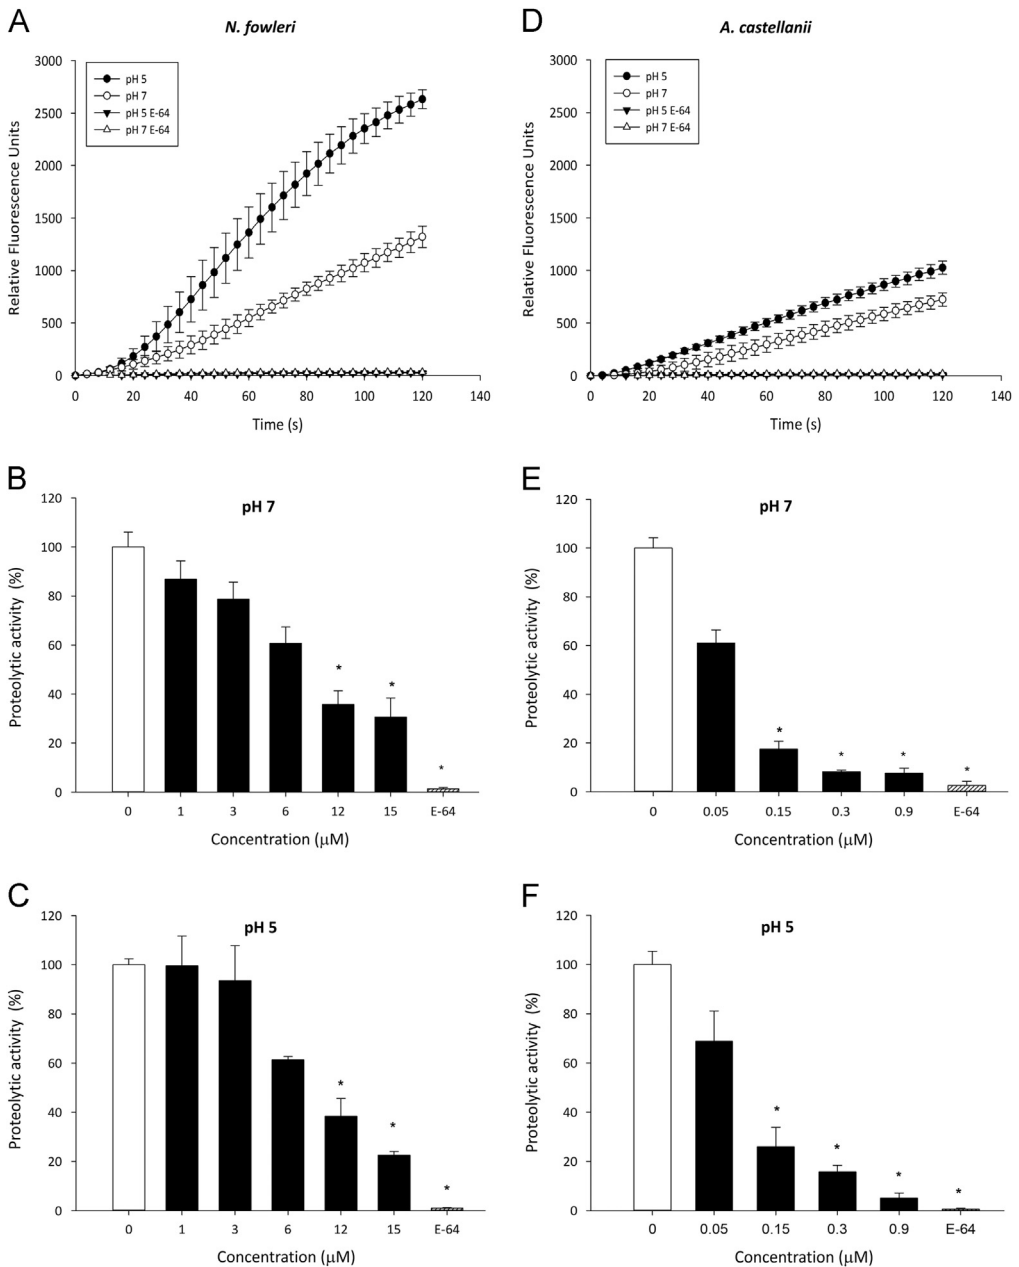 A
N. fowleri
3000
2500
2000
1500
1000
500
0
Relative Fluorescence Units
pH 5
pH 7
pH 5 E-64
pH 7 E-64
0 20 40 60 80 100 120 140
Time (s)
D
A. castellanii
3000
2500
2000
1500
1000
500
0
Relative Fluorescence Units
pH 5
pH 7
pH 5 E-64
pH 7 E-64
0 20 40 60 80 100 120 140
Time (s)
B
pH 7
120
100
80
60
40
20
0
Proteolytic activity (%)
* * *
0 1 3 6 12 15 E-64
Concentration (μM)
E
pH 7
120
100
80
60
40
20
0
Proteolytic activity (%)
* * * *
0 0.05 0.15 0.3 0.9 E-64
Concentration (μM)
C
pH 5
120
100
80
60
40
20
0
Proteolytic activity (%)
* * *
0 1 3 6 12 15 E-64
Concentration (μM)
F
pH 5
120
100
80
60
40
20
0
Proteolytic activity (%)
* * * *
0 0.05 0.15 0.3 0.9 E-64
Concentration (μM)